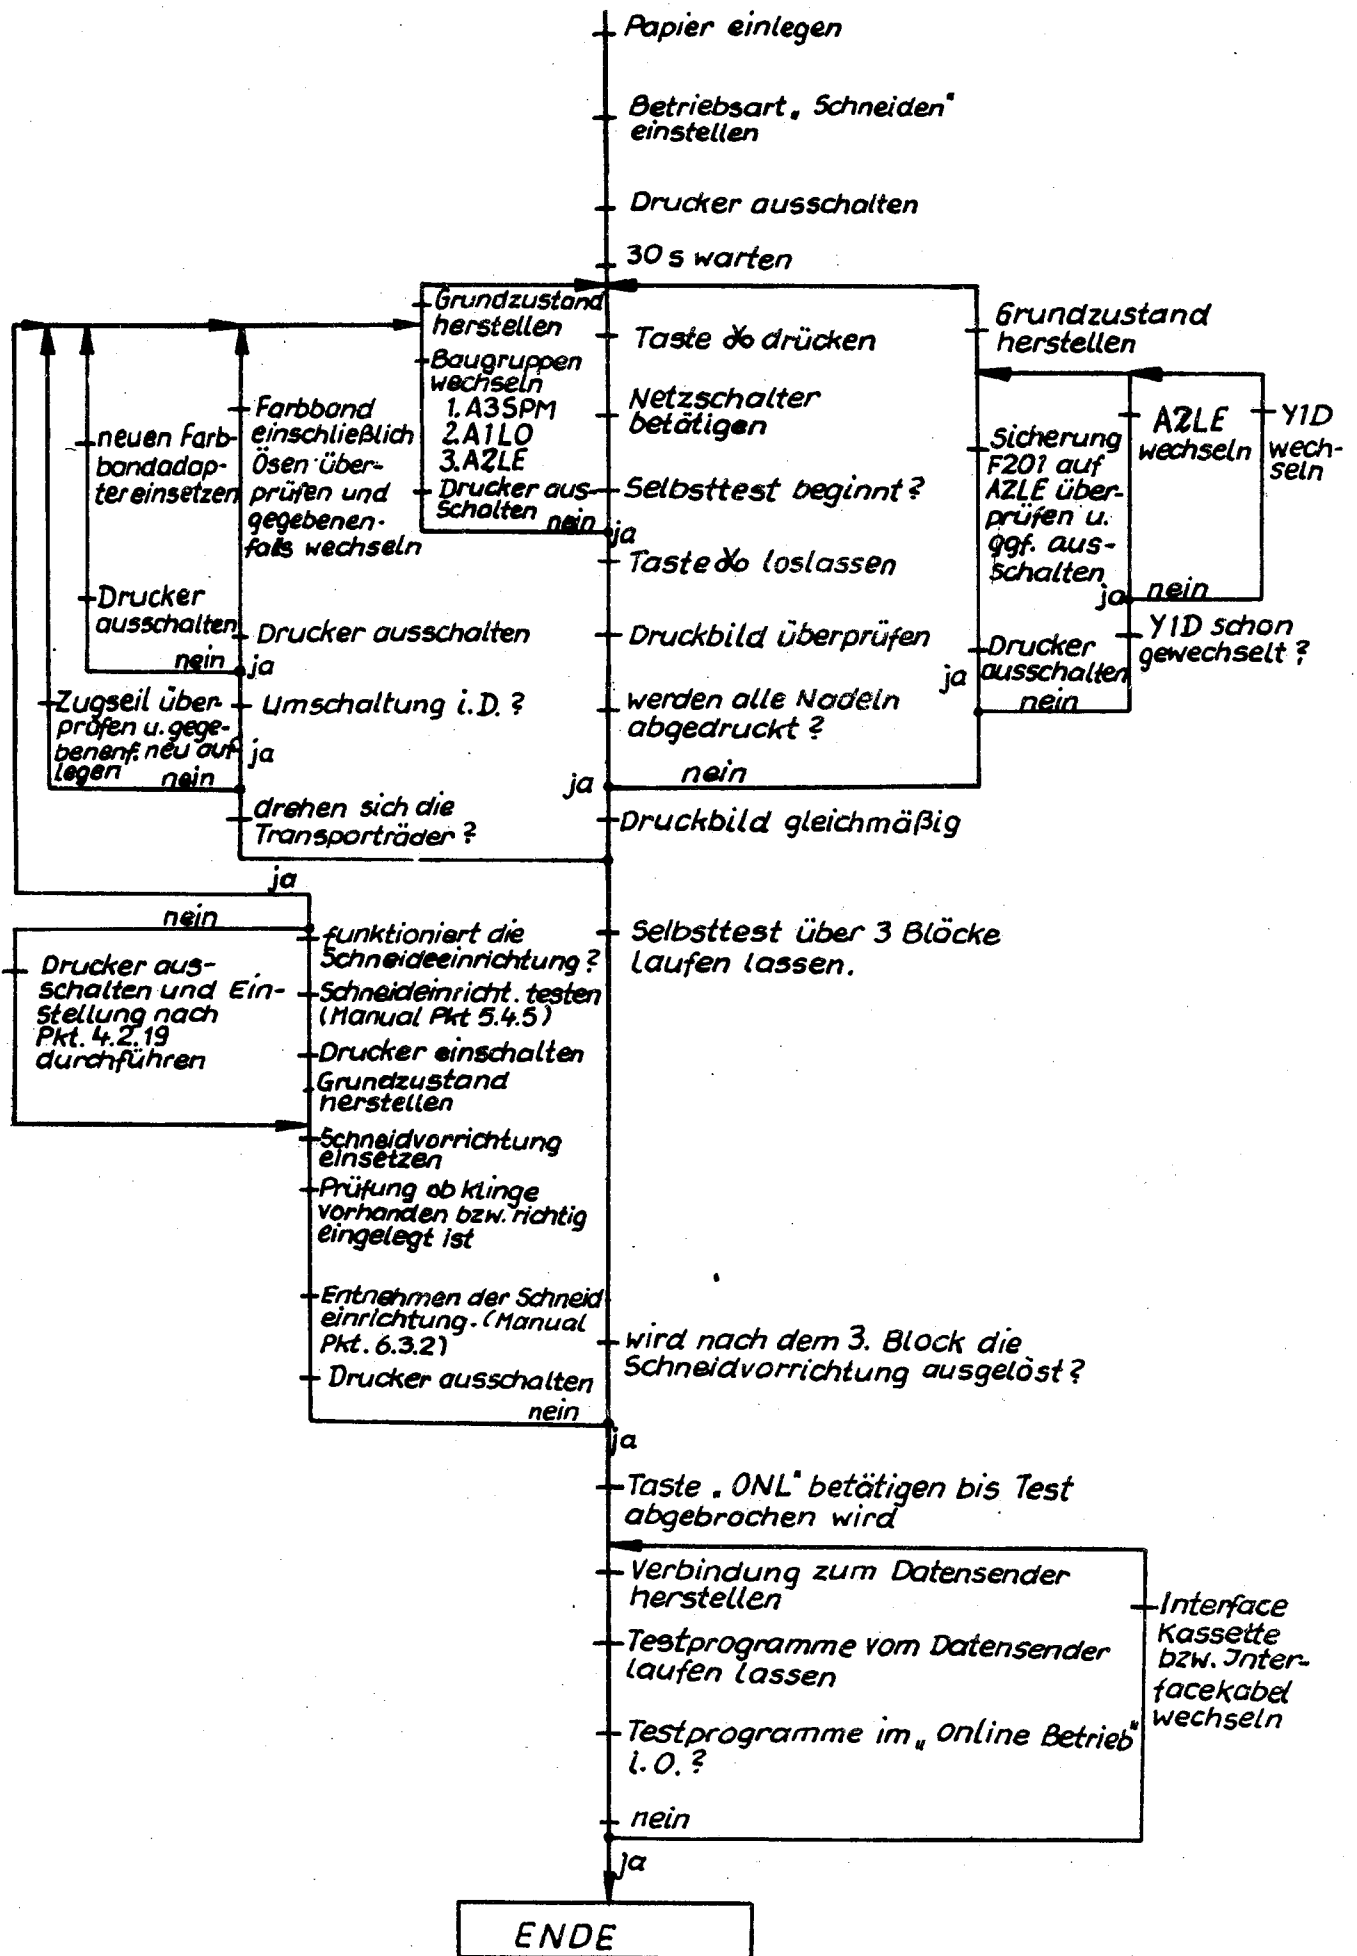 Papier einlegen
Betriebsart „Schneiden"
einstellen
Drucker ausschalten
30 s warten
Grundzustand
herstellen
Baugruppen
wechseln
1. A3SPM
2. A1LO
3. A2LE
Drucker aus-
schalten
nein
ja
Taste % drücken
Netzschalter
betätigen
Selbsttest beginnt?
Taste % loslassen
Druckbild überprüfen
werden alle Nadeln
abgedruckt?
nein
ja
Druckbild gleichmäßig
Grundzustand
herstellen
Sicherung
F201 auf
A2LE über-
prüfen u.
ggf. aus-
schalten
Drucker
ausschalten
ja
nein
A2LE
wechseln
Y1D
wech-
seln
ja
nein
Y1D schon
gewechselt?
neuen Farb-
bandadap-
ter einsetzen
Drucker
ausschalten
nein
ja
Farbband
einschließlich
Ösen über-
prüfen und
gegebenen-
falls wechseln
Drucker ausschalten
Umschaltung i.D.?
Zugseil über-
prüfen u. gege-
benenf. neu auf
legen
nein
ja
drehen sich die
Transporträder?
ja
nein
funktioniert die
Schneideeinrichtung?
Drucker aus-
schalten und Ein-
stellung nach
Pkt. 4.2.19
durchführen
Schneideinricht. testen
(Manual Pkt 5.4.5)
Drucker einschalten
Grundzustand
herstellen
Schneidvorrichtung
einsetzen
Prüfung ob Klinge
vorhanden bzw. richtig
eingelegt ist
Entnehmen der Schneid
einrichtung. (Manual
Pkt. 6.3.2)
Drucker ausschalten
nein
Selbsttest über 3 Blöcke
laufen lassen.
wird nach dem 3. Block die
Schneidvorrichtung ausgelöst?
ja
Taste „ONL" betätigen bis Test
abgebrochen wird
Verbindung zum Datensender
herstellen
Testprogramme vom Datensender
laufen lassen
Testprogramme im „online Betrieb"
i.O.?
nein
ja
Interface
Kassette
bzw. Inter-
facekabel
wechseln
ENDE